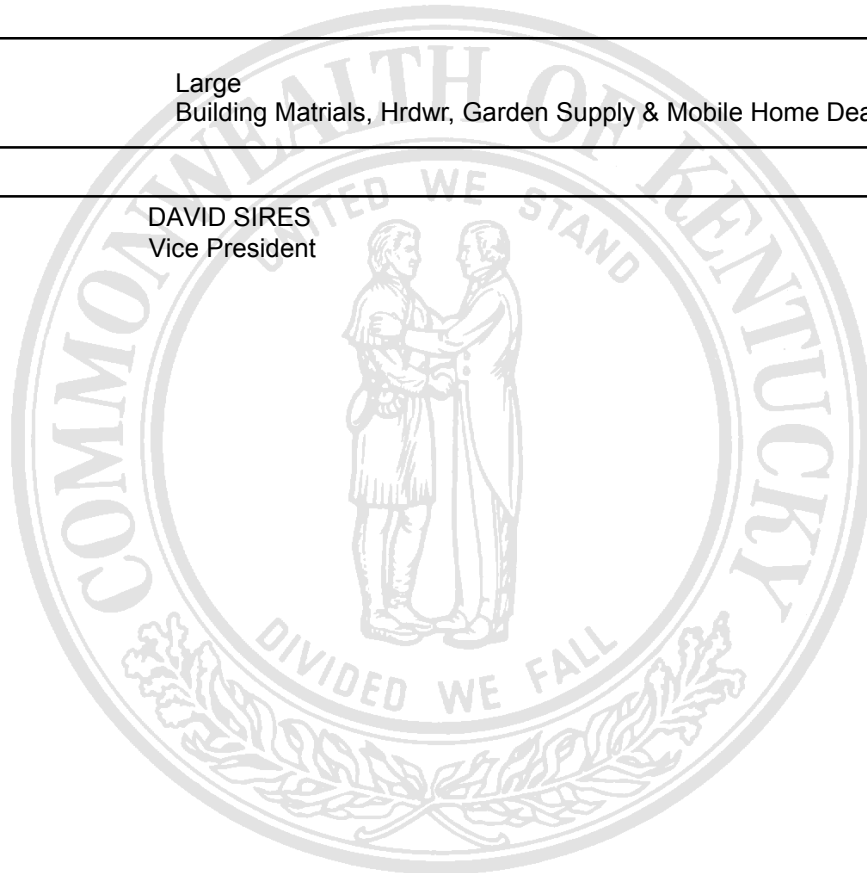 Large
Building Matrials, Hrdwr, Garden Supply & Mobile Home Dea
DAVID SIRES
Vice President
COMMONWEALTH OF KENTUCKY
UNITED WE STAND
DIVIDED WE FALL